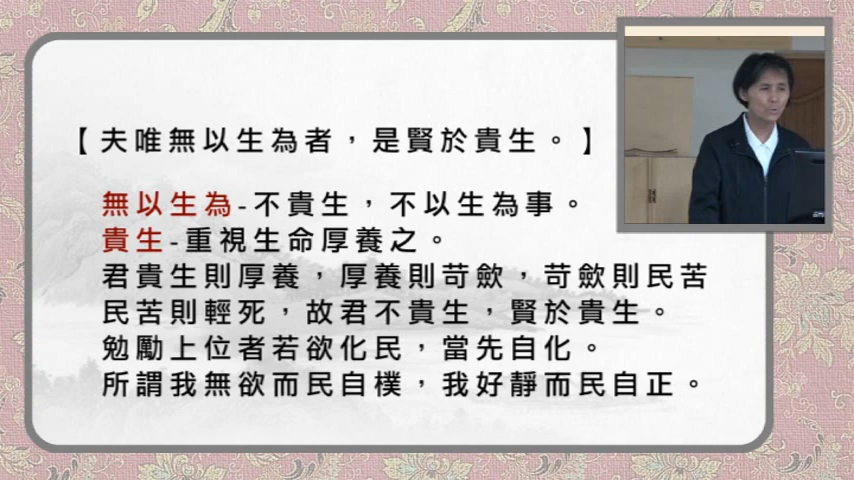 【夫唯無以生為者，是賢於貴生。】
無以生為-不貴生，不以生為事。
貴生-重視生命厚養之。
君貴生則厚養，厚養則苛斂，苛斂則民苦
民苦則輕死，故君不貴生，賢於貴生。
勉勵上位者若欲化民，當先自化。
所謂我無欲而民自樸，我好靜而民自正。